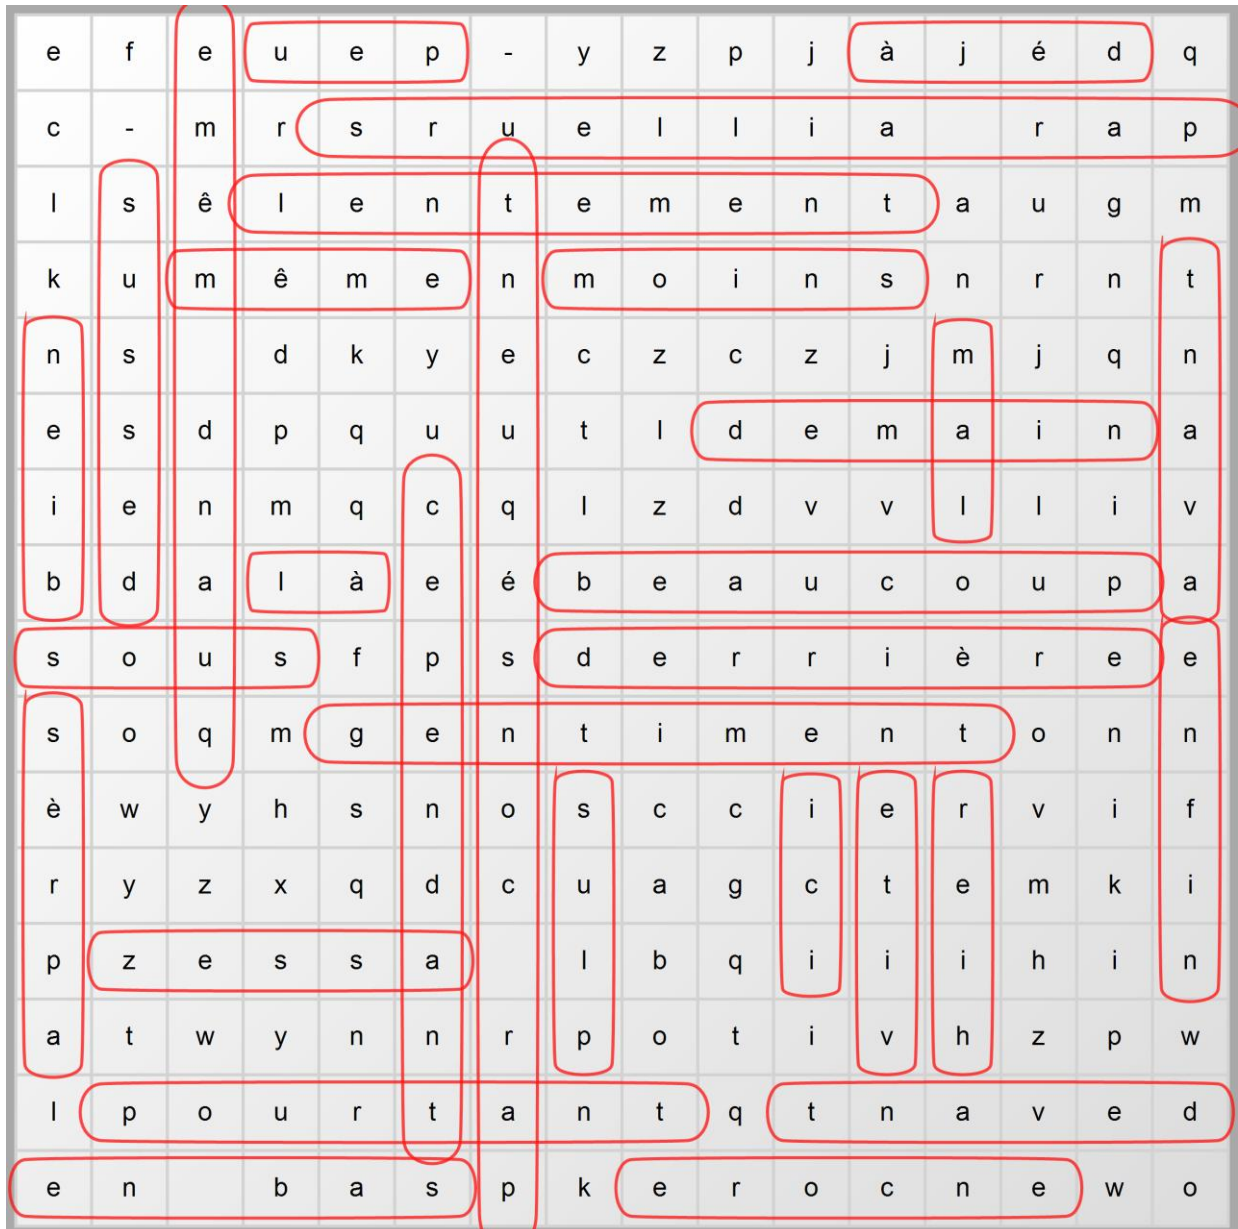 e f e u e p - y z p j à j é d q
c - m r s r u e l l i a r a p
l s ê l e n t e m e n t a u g m
k u m ê m e n m o i n s n r n t
n s d k y e c z c z j m j q n
e s d p q u u t l d e m a i n a
i e n m q c q l z d v v l l i v
b d a l à e é b e a u c o u p a
s o u s f p s d e r r i è r e e
s o q m g e n t i m e n t o n n
è w y h s n o s c c i e r v i f
r y z x q d c u a g c t e m k i
p z e s s a l b q i i i h i n
a t w y n n r p o t i v h z p w
l p o u r t a n t q t n a v e d
e n b a s p k e r o c n e w o